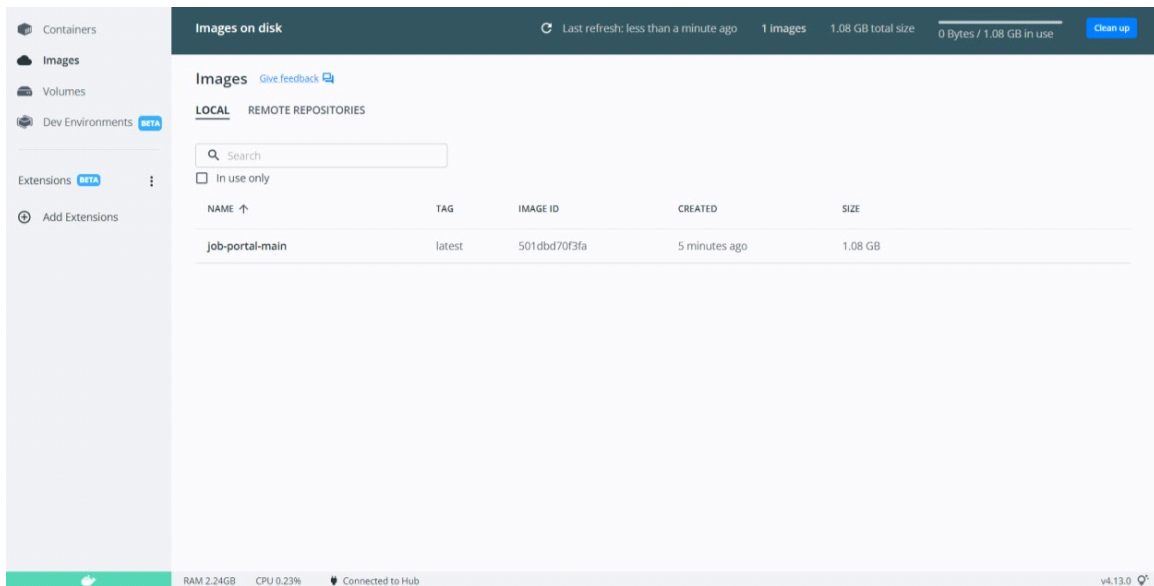 Containers
Images
Volumes
Dev Environments BETA
Extensions BETA
Add Extensions
Images on disk
Last refresh: less than a minute ago
1 images
1.08 GB total size
0 Bytes / 1.08 GB in use
Clean up
Images Give feedback
LOCAL REMOTE REPOSITORIES
Search
In use only
NAME TAG IMAGE ID CREATED SIZE
job-portal-main latest 501dbd70f3fa 5 minutes ago 1.08 GB
RAM 2.24GB CPU 0.23% Connected to Hub v4.13.0